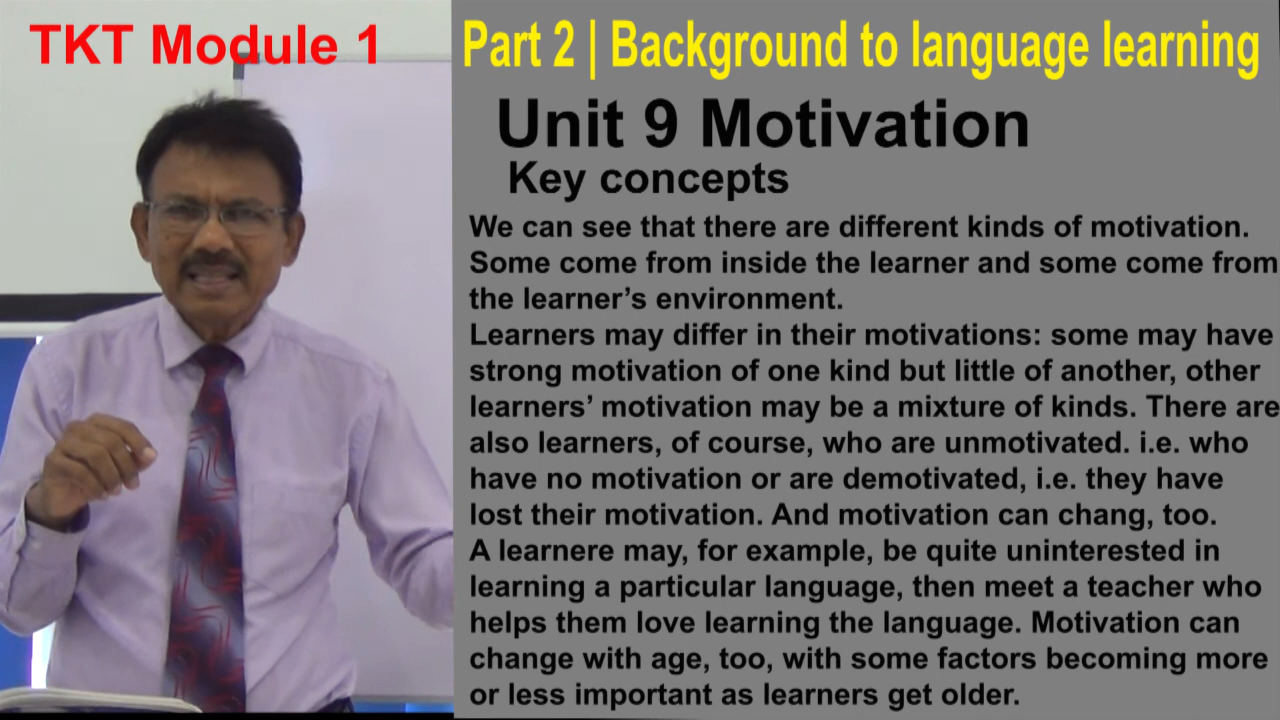 TKT Module 1
Part 2 | Background to language learning
Unit 9 Motivation
Key concepts
We can see that there are different kinds of motivation.
Some come from inside the learner and some come from
the learner’s environment.
Learners may differ in their motivations: some may have
strong motivation of one kind but little of another, other
learners’ motivation may be a mixture of kinds. There are
also learners, of course, who are unmotivated. i.e. who
have no motivation or are demotivated, i.e. they have
lost their motivation. And motivation can chang, too.
A learnere may, for example, be quite uninterested in
learning a particular language, then meet a teacher who
helps them love learning the language. Motivation can
change with age, too, with some factors becoming more
or less important as learners get older.